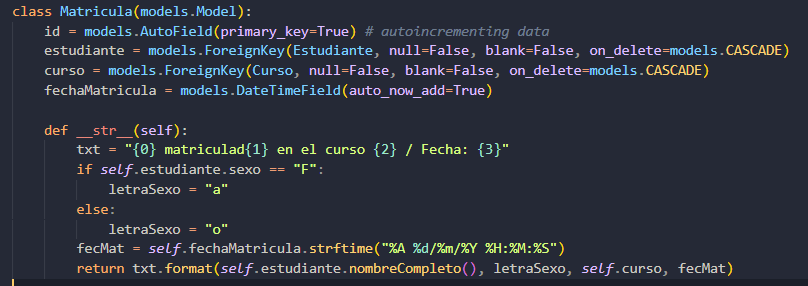 class Matricula(models.Model):
    id = models.AutoField(primary_key=True) # autoincrementing data
    estudiante = models.ForeignKey(Estudiante, null=False, blank=False, on_delete=models.CASCADE)
    curso = models.ForeignKey(Curso, null=False, blank=False, on_delete=models.CASCADE)
    fechaMatricula = models.DateTimeField(auto_now_add=True)

    def __str__(self):
        txt = "{0} matriculad{1} en el curso {2} / Fecha: {3}"
        if self.estudiante.sexo == "F":
            letraSexo = "a"
        else:
            letraSexo = "o"
        fecMat = self.fechaMatricula.strftime("%A %d/%m/%Y %H:%M:%S")
        return txt.format(self.estudiante.nombreCompleto(), letraSexo, self.curso, fecMat)